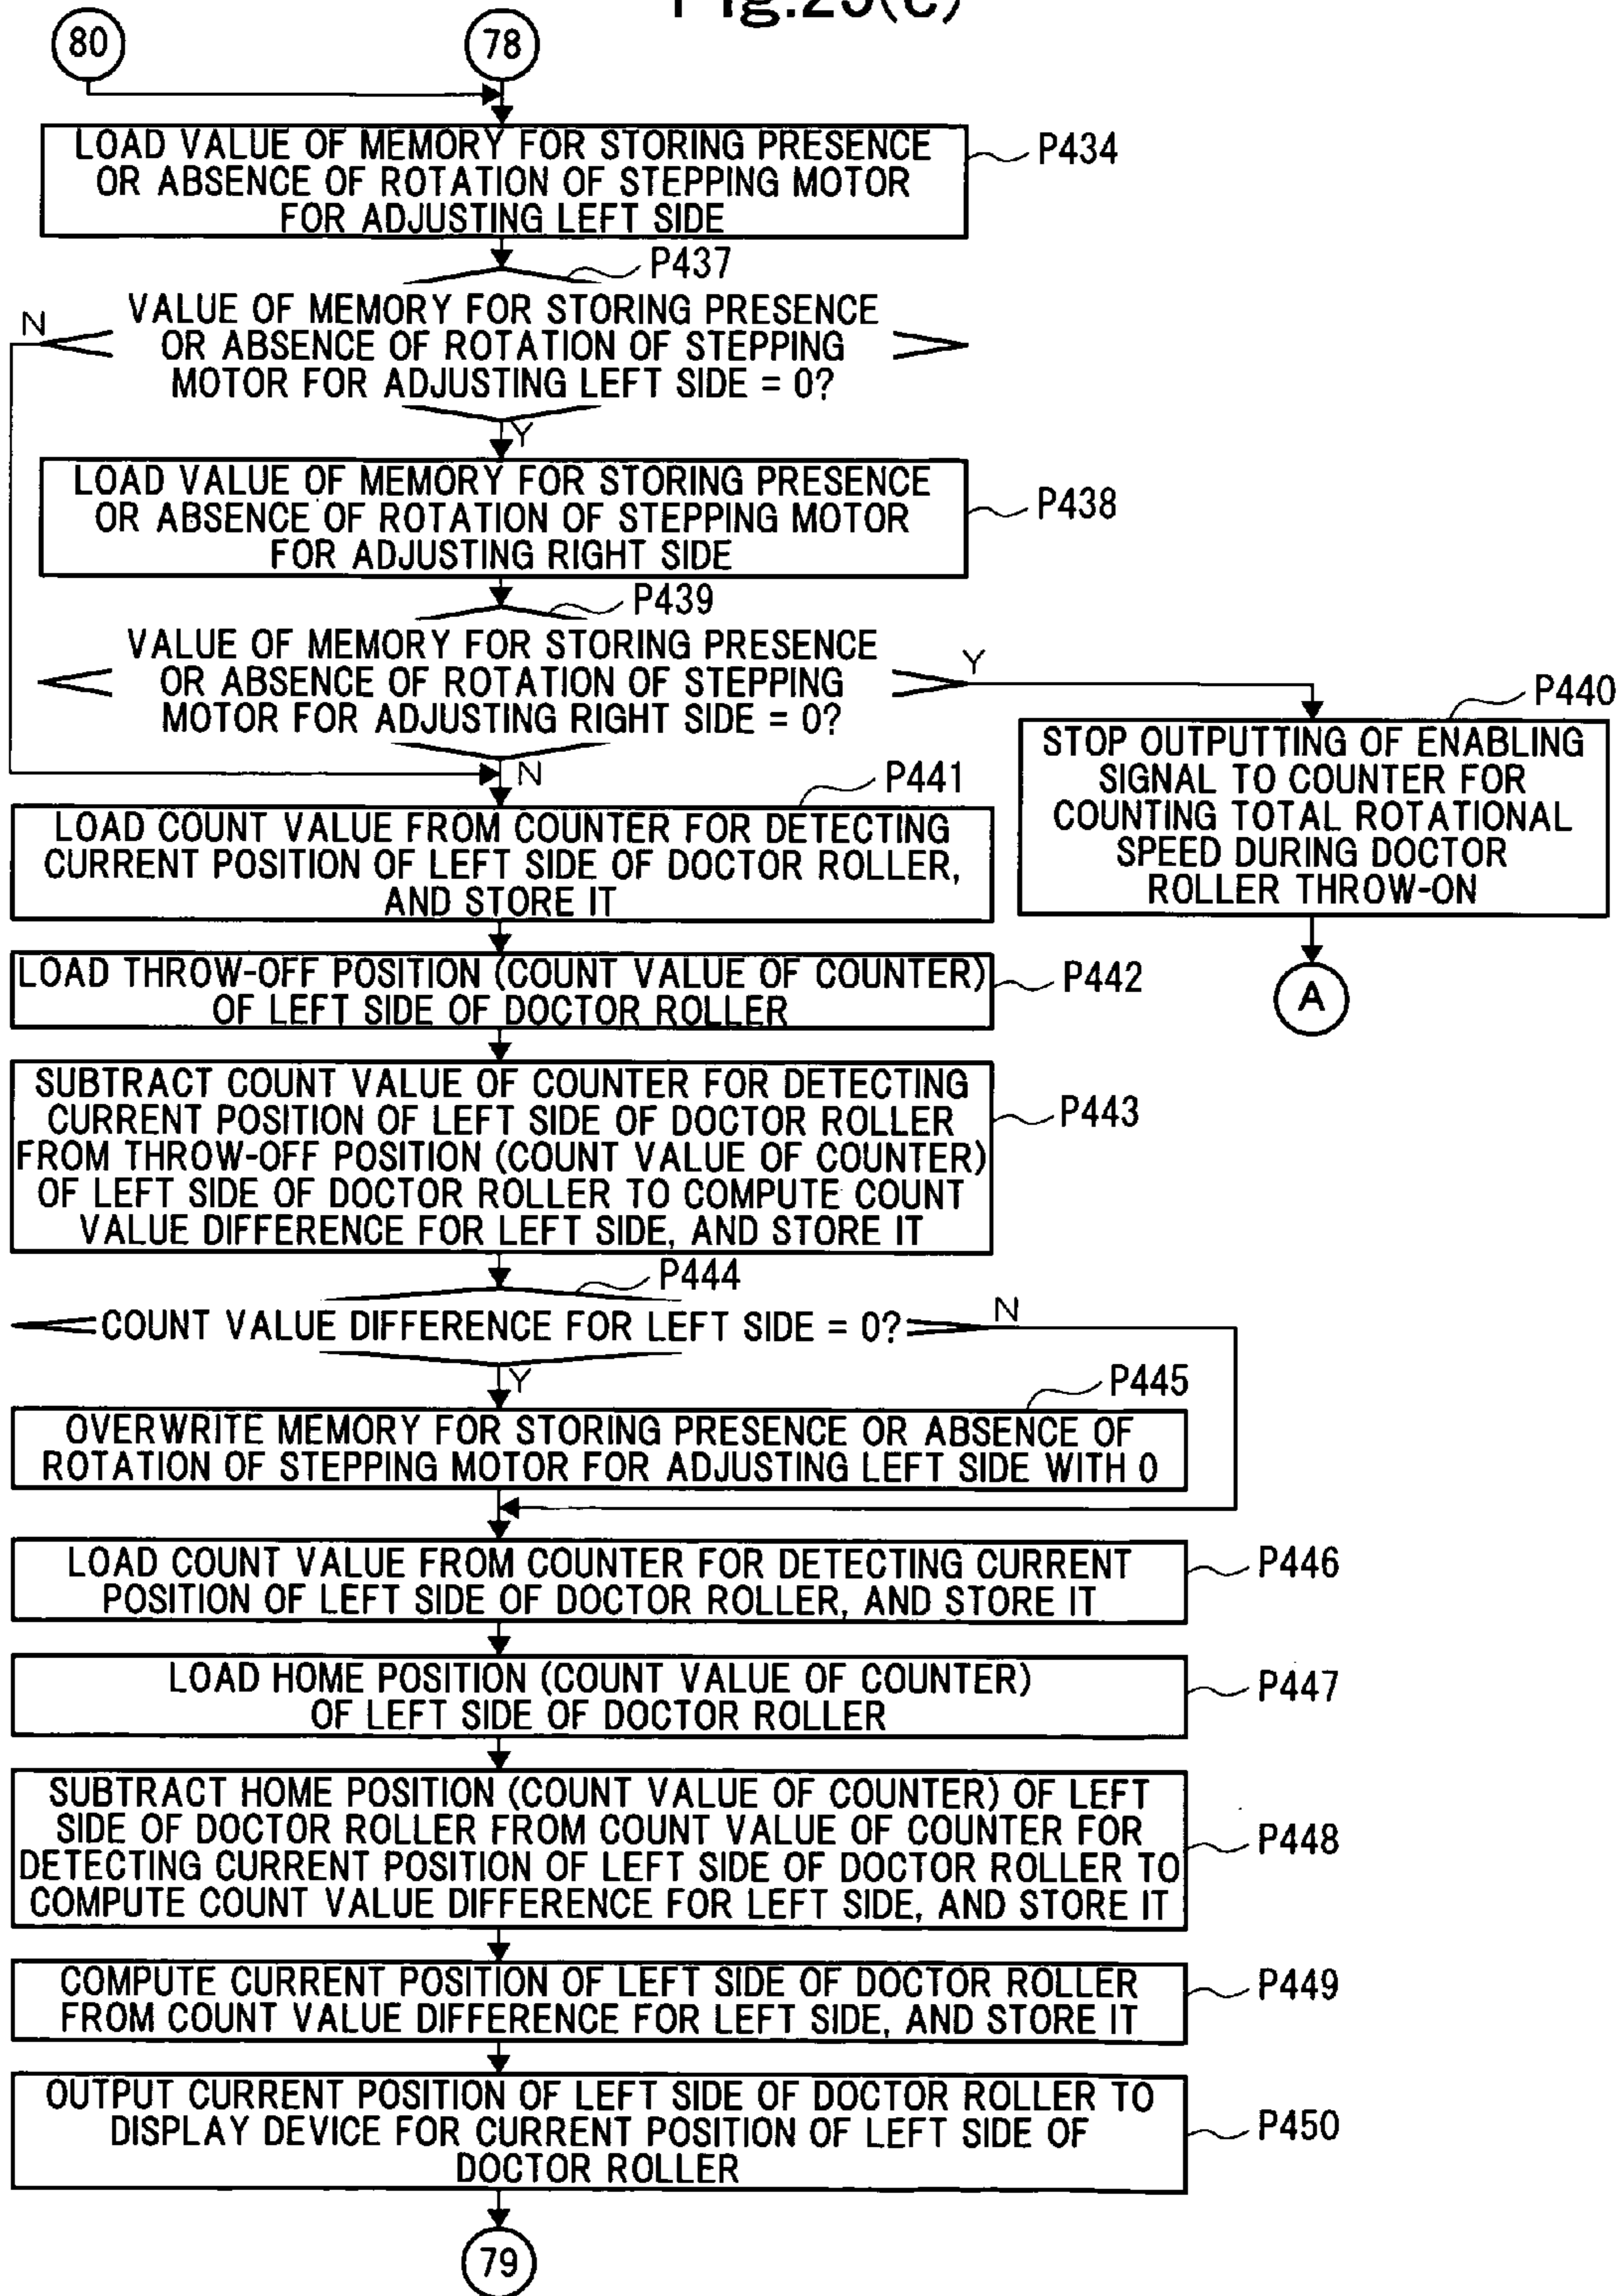 Fig.25(c)
80
78
LOAD VALUE OF MEMORY FOR STORING PRESENCE
OR ABSENCE OF ROTATION OF STEPPING MOTOR
FOR ADJUSTING LEFT SIDE
P434
P437
VALUE OF MEMORY FOR STORING PRESENCE
OR ABSENCE OF ROTATION OF STEPPING
MOTOR FOR ADJUSTING LEFT SIDE = 0?
N
Y
LOAD VALUE OF MEMORY FOR STORING PRESENCE
OR ABSENCE OF ROTATION OF STEPPING MOTOR
FOR ADJUSTING RIGHT SIDE
P438
P439
VALUE OF MEMORY FOR STORING PRESENCE
OR ABSENCE OF ROTATION OF STEPPING
MOTOR FOR ADJUSTING RIGHT SIDE = 0?
Y
N
P440
STOP OUTPUTTING OF ENABLING
SIGNAL TO COUNTER FOR
COUNTING TOTAL ROTATIONAL
SPEED DURING DOCTOR
ROLLER THROW-ON
A
P441
LOAD COUNT VALUE FROM COUNTER FOR DETECTING
CURRENT POSITION OF LEFT SIDE OF DOCTOR ROLLER,
AND STORE IT
LOAD THROW-OFF POSITION (COUNT VALUE OF COUNTER)
OF LEFT SIDE OF DOCTOR ROLLER
P442
SUBTRACT COUNT VALUE OF COUNTER FOR DETECTING
CURRENT POSITION OF LEFT SIDE OF DOCTOR ROLLER
FROM THROW-OFF POSITION (COUNT VALUE OF COUNTER)
OF LEFT SIDE OF DOCTOR ROLLER TO COMPUTE COUNT
VALUE DIFFERENCE FOR LEFT SIDE, AND STORE IT
P443
P444
COUNT VALUE DIFFERENCE FOR LEFT SIDE = 0?
N
Y
P445
OVERWRITE MEMORY FOR STORING PRESENCE OR ABSENCE OF
ROTATION OF STEPPING MOTOR FOR ADJUSTING LEFT SIDE WITH 0
LOAD COUNT VALUE FROM COUNTER FOR DETECTING CURRENT
POSITION OF LEFT SIDE OF DOCTOR ROLLER, AND STORE IT
P446
LOAD HOME POSITION (COUNT VALUE OF COUNTER)
OF LEFT SIDE OF DOCTOR ROLLER
P447
SUBTRACT HOME POSITION (COUNT VALUE OF COUNTER) OF LEFT
SIDE OF DOCTOR ROLLER FROM COUNT VALUE OF COUNTER FOR
DETECTING CURRENT POSITION OF LEFT SIDE OF DOCTOR ROLLER TO
COMPUTE COUNT VALUE DIFFERENCE FOR LEFT SIDE, AND STORE IT
P448
COMPUTE CURRENT POSITION OF LEFT SIDE OF DOCTOR ROLLER
FROM COUNT VALUE DIFFERENCE FOR LEFT SIDE, AND STORE IT
P449
OUTPUT CURRENT POSITION OF LEFT SIDE OF DOCTOR ROLLER TO
DISPLAY DEVICE FOR CURRENT POSITION OF LEFT SIDE OF
DOCTOR ROLLER
P450
79